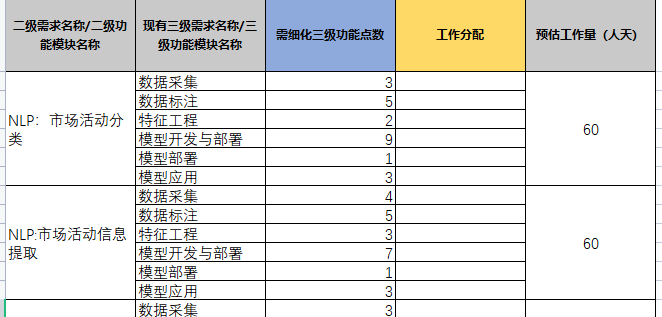 二级需求名称/二级功
能模块名称
现有三级需求名称/三
级功能模块名称
需细化三级功能点数
工作分配
预估工作量（人天）
NLP：市场活动分
类
数据采集 3
数据标注 5
特征工程 2
模型开发与部署 9
模型部署 1
模型应用 3
60
NLP:市场活动信息
提取
数据采集 4
数据标注 5
特征工程 3
模型开发与部署 7
模型部署 1
模型应用 3
60
数据采集 3